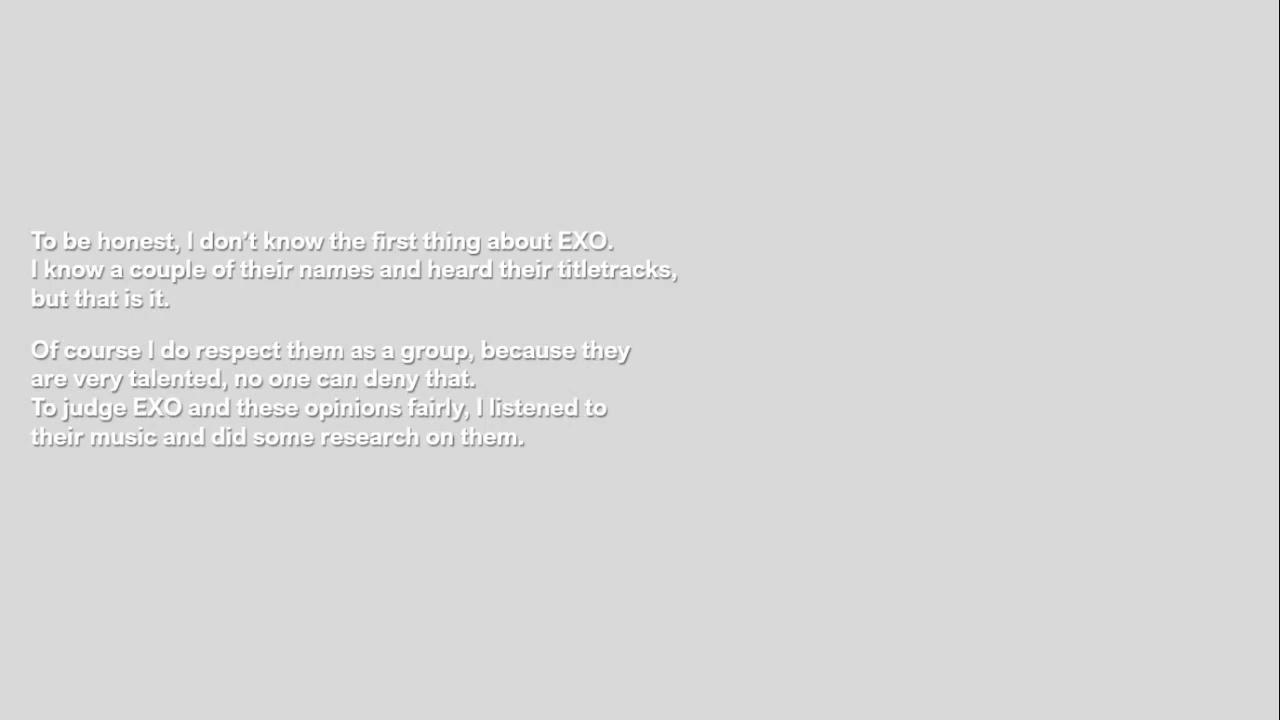 To be honest, I don't know the first thing about EXO.
I know a couple of their names and heard their titletracks,
but that is it.
Of course I do respect them as a group, because they
are very talented, no one can deny that.
To judge EXO and these opinions fairly, I listened to
their music and did some research on them.